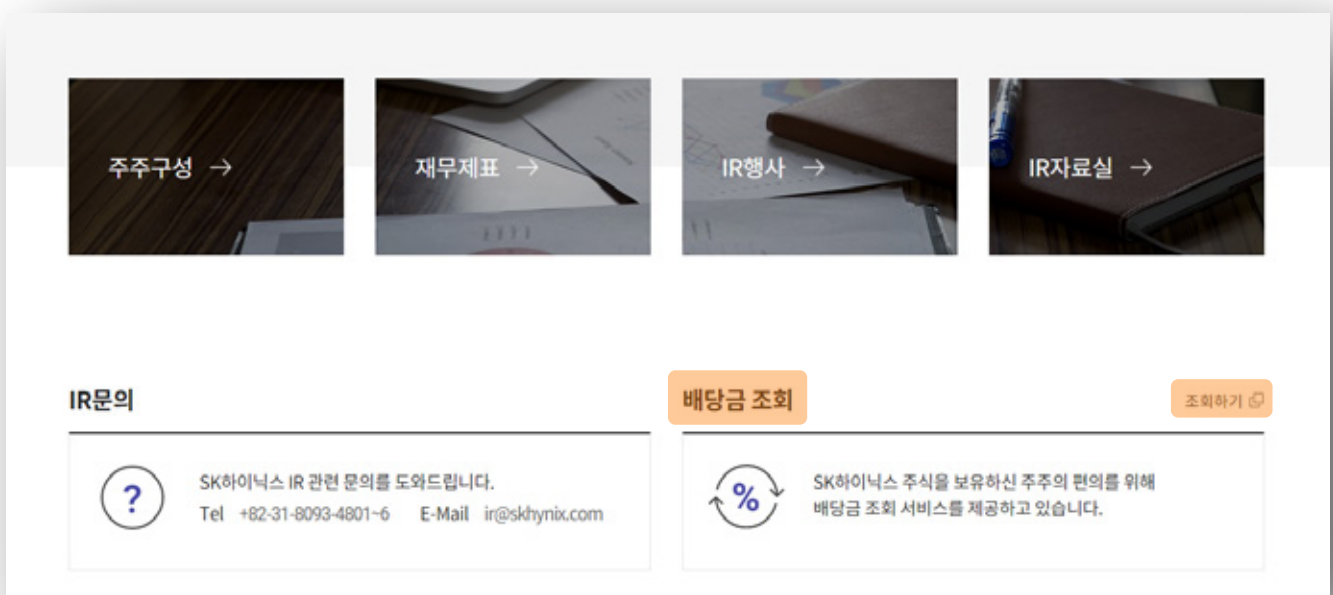 주주구성 →
재무제표 →
IR행사 →
IR자료실 →
IR문의
배당금 조회
조회하기
?
SK하이닉스 IR 관련 문의를 도와드립니다.
Tel +82-31-8093-4801~6 E-Mail ir@skhynix.com
%
SK하이닉스 주식을 보유하신 주주의 편의를 위해
배당금 조회 서비스를 제공하고 있습니다.